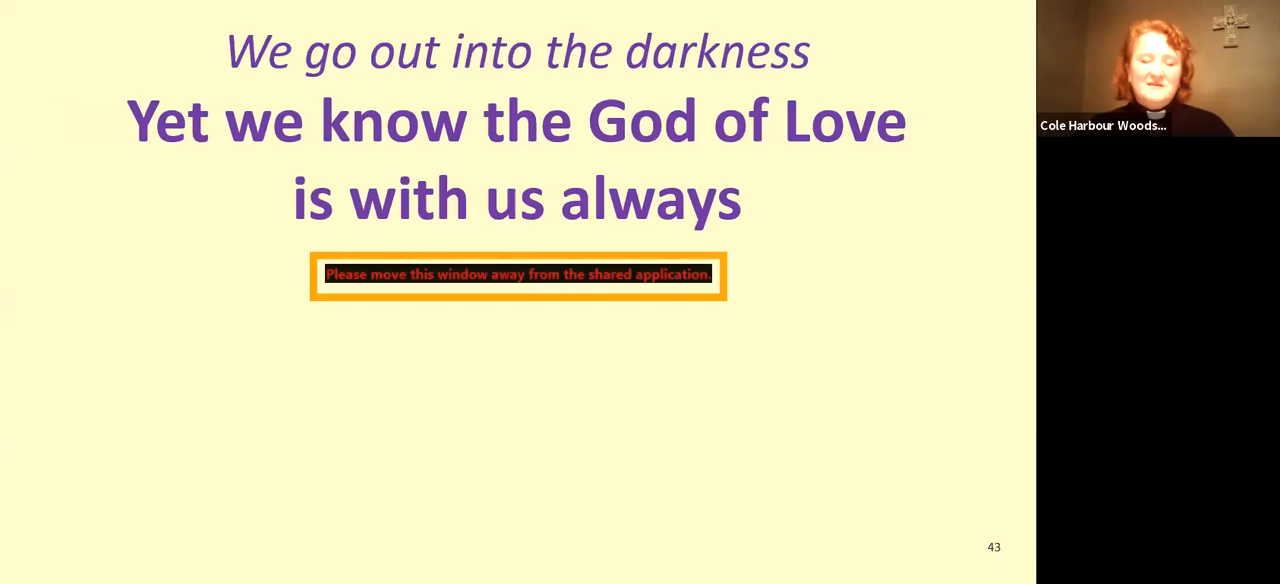 We go out into the darkness
Yet we know the God of Love
is with us always
Please move this window away from the shared application.
43
Cole Harbour Woods...